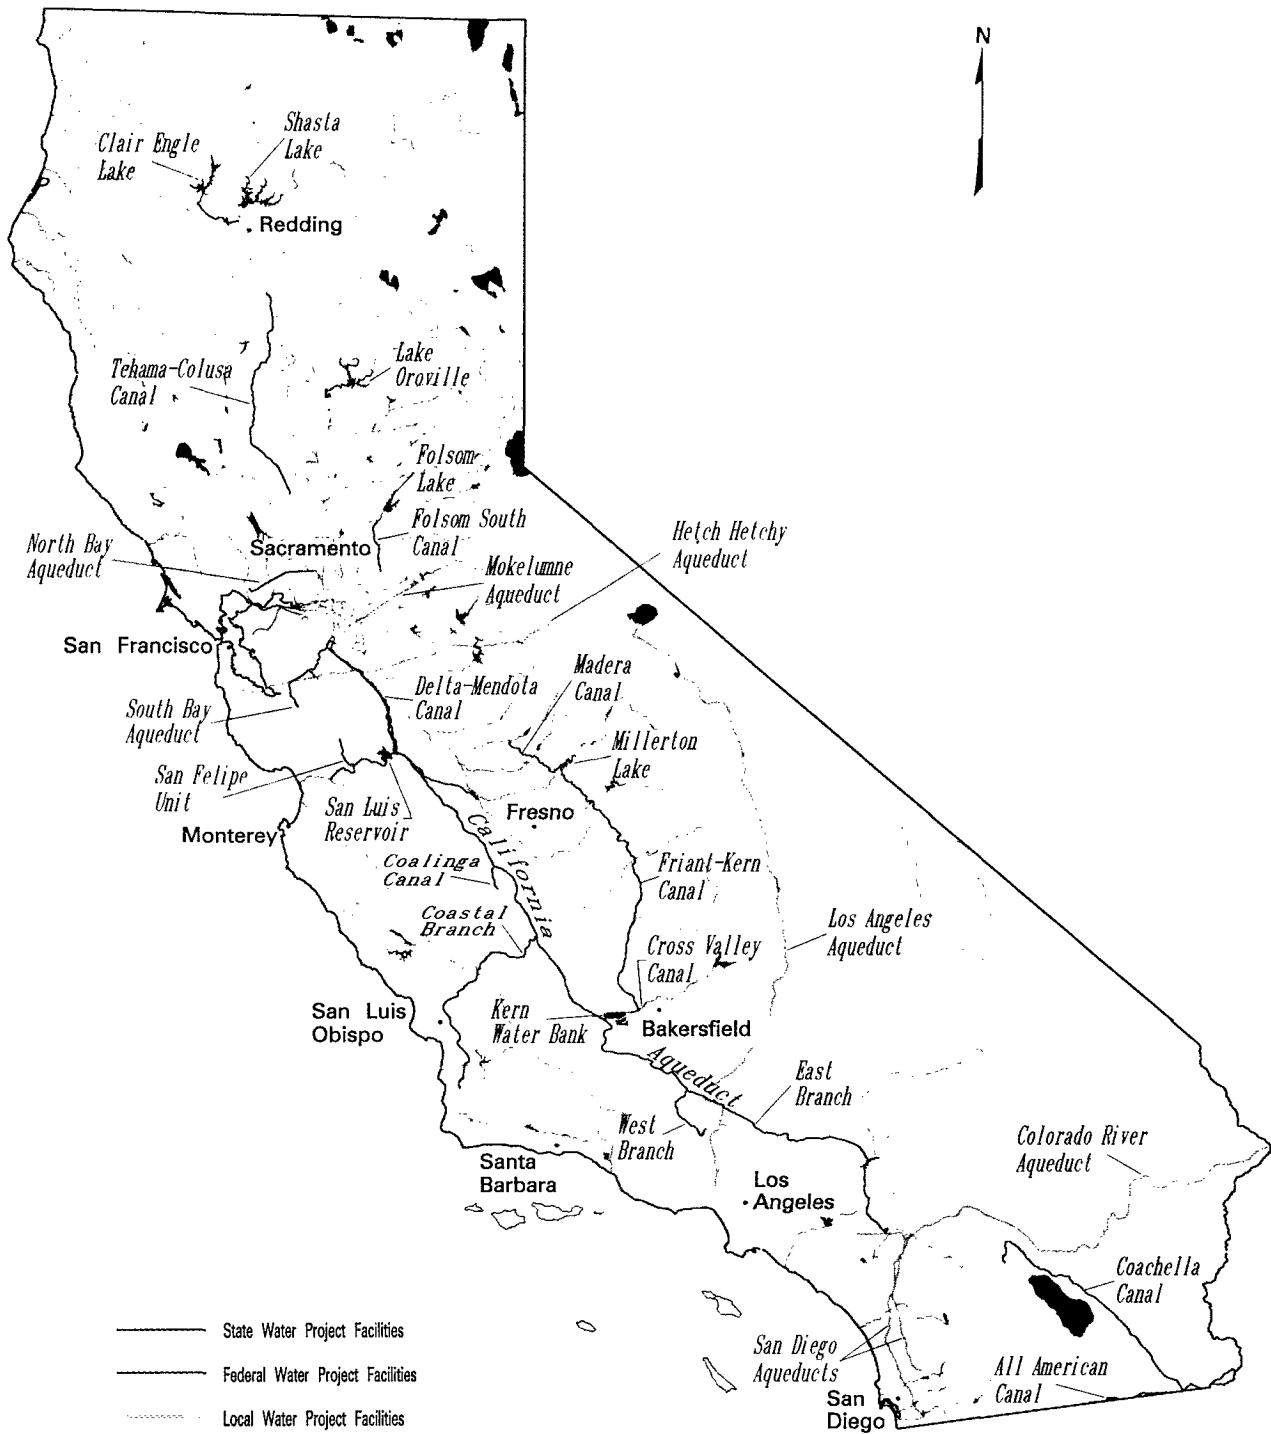 N
Shasta
Lake
Clair Engle
Lake
Redding
Lake
Oroville
Tehama-Colusa
Canal
Folsom
Lake
Folsom South
Canal
Hetch Hetchy
Aqueduct
North Bay
Aqueduct
Sacramento
Mokelumne
Aqueduct
San Francisco
Madera
Canal
Delta-Mendota
Canal
South Bay
Aqueduct
Millerton
Lake
San Felipe
Unit
San Luis
Reservoir
Fresno
Monterey
California
Coalinga
Canal
Friant-Kern
Canal
Coastal
Branch
Los Angeles
Aqueduct
Cross Valley
Canal
San Luis
Obispo
Kern
Water Bank
Bakersfield
Aqueduct
East
Branch
West
Branch
Colorado River
Aqueduct
Santa
Barbara
Los
Angeles
Coachella
Canal
State Water Project Facilities
San Diego
Aqueducts
All American
Canal
Federal Water Project Facilities
San
Diego
Local Water Project Facilities